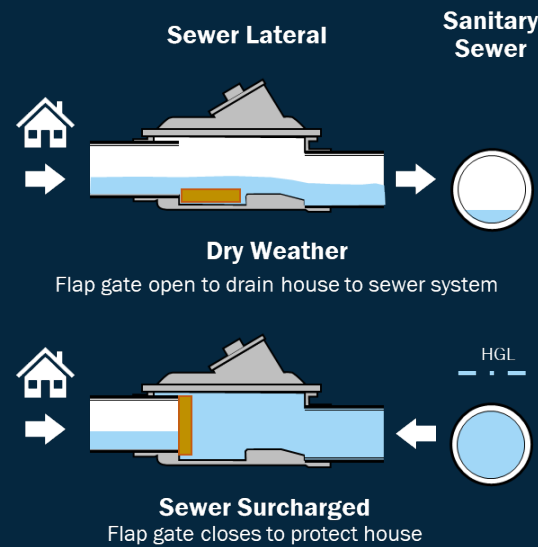 Sewer Lateral
Sanitary
Sewer
Dry Weather
Flap gate open to drain house to sewer system
HGL
Sewer Surcharged
Flap gate closes to protect house